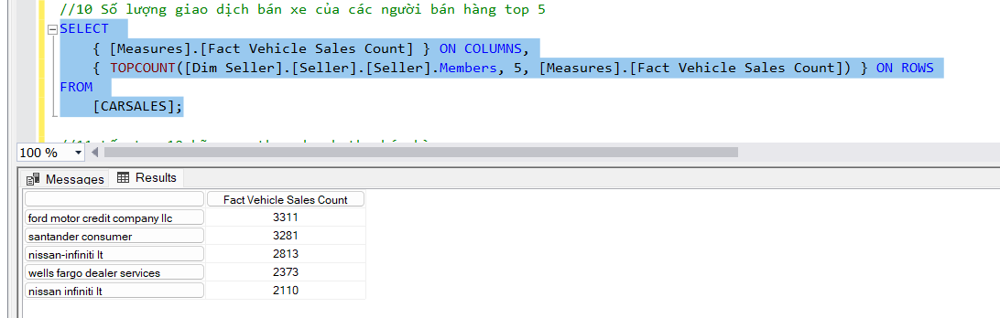 //10 Số lượng giao dịch bán xe của các người bán hàng top 5
SELECT
{ [Measures].[Fact Vehicle Sales Count] } ON COLUMNS,
{ TOPCOUNT([Dim Seller].[Seller].[Seller].Members, 5, [Measures].[Fact Vehicle Sales Count]) } ON ROWS
FROM
[CARSALES];
100 %
Messages Results
Fact Vehicle Sales Count
ford motor credit company llc 3311
santander consumer 3281
nissan-infiniti lt 2813
wells fargo dealer services 2373
nissan infiniti lt 2110